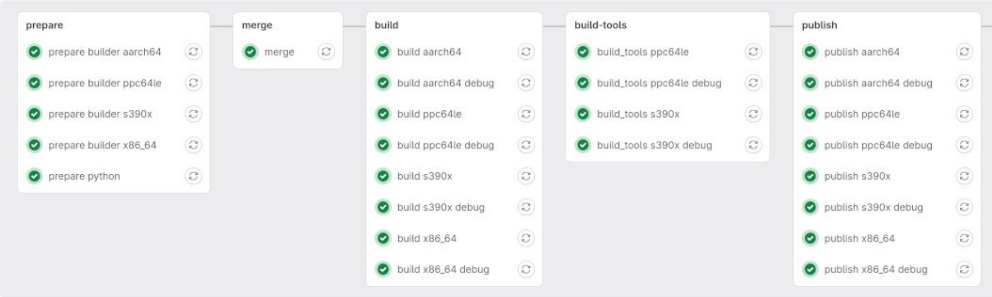 prepare
prepare builder aarch64
prepare builder ppc64le
prepare builder s390x
prepare builder x86_64
prepare python
merge
merge
build
build aarch64
build aarch64 debug
build ppc64le
build ppc64le debug
build s390x
build s390x debug
build x86_64
build x86_64 debug
build-tools
build_tools ppc64le
build_tools ppc64le debug
build_tools s390x
build_tools s390x debug
publish
publish aarch64
publish aarch64 debug
publish ppc64le
publish ppc64le debug
publish s390x
publish s390x debug
publish x86_64
publish x86_64 debug